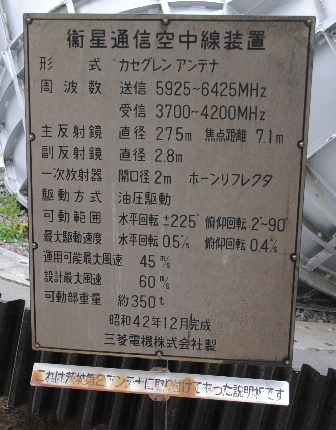 衛星通信空中線装置
形式 カセグレンアンテナ
周波数 送信 5925~6425MHz
受信 3700~4200MHz
主反射鏡 直径 27.5m 焦点距離 7.1m
副反射鏡 直径 2.8m
一次放射器 開口径 2m ホーンリフレクタ
駆動方式 油圧駆動
可動範囲 水平回転 ±225° 俯仰回転 2°~90°
最大駆動速度 水平回転 0.5°/s 俯仰回転 0.4°/s
運用可能最大風速 45m/s
設計最大風速 60m/s
可動部重量 約350t
昭和42年12月完成
三菱電機株式会社製
これは茨城第2アンテナに取り付けてあった説明板です